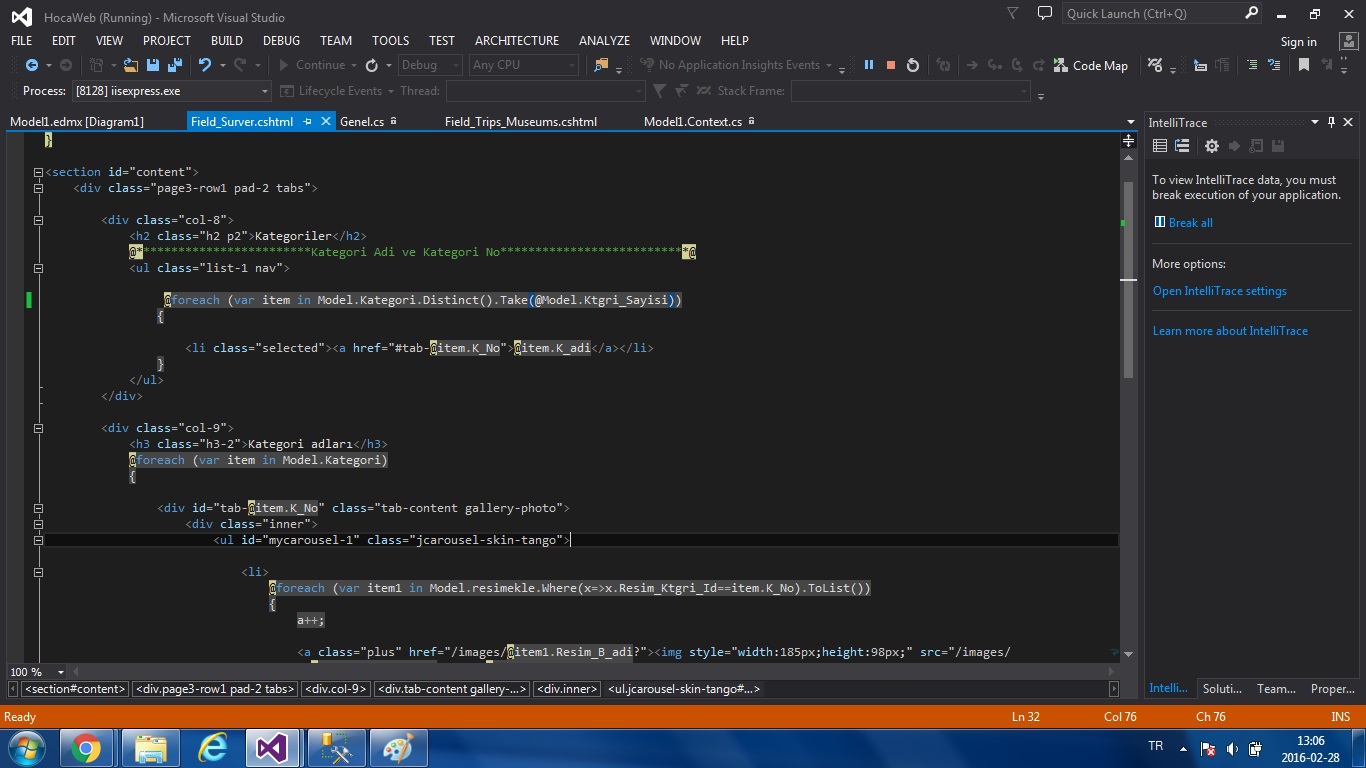 HocaWeb (Running) - Microsoft Visual Studio
Quick Launch (Ctrl+Q)
FILE EDIT VIEW PROJECT BUILD DEBUG TEAM TOOLS TEST ARCHITECTURE ANALYZE WINDOW HELP
Sign in
Continue Debug Any CPU No Application Insights Events Code Map
Process: [8128] iisexpress.exe Lifecycle Events Thread: Stack Frame:
Model1.edmx [Diagram1] Field_Surver.cshtml Genel.cs Field_Trips_Museums.cshtml Model1.Context.cs
}
<section id="content">
<div class="page3-row1 pad-2 tabs">
<div class="col-8">
<h2 class="h2 p2">Kategoriler</h2>
@*************************Kategori Adi ve Kategori No***************************@
<ul class="list-1 nav">
@foreach (var item in Model.Kategori.Distinct().Take(@Model.Ktgri_Sayisi))
{
<li class="selected"><a href="#tab-@item.K_No">@item.K_adi</a></li>
}
</ul>
</div>
<div class="col-9">
<h3 class="h3-2">Kategori adları</h3>
@foreach (var item in Model.Kategori)
{
<div id="tab-@item.K_No" class="tab-content gallery-photo">
<div class="inner">
<ul id="mycarousel-1" class="jcarousel-skin-tango">
<li>
@foreach (var item1 in Model.resimekle.Where(x=>x.Resim_Ktgri_Id==item.K_No).ToList())
{
a++;
<a class="plus" href="/images/@item1.Resim_B_adi?"><img style="width:185px;height:98px;" src="/images/
100 %
<section#content> <div.page3-row1 pad-2 tabs> <div.col-9> <div.tab-content gallery-...> <div.inner> <ul.jcarousel-skin-tango#...>
IntelliTrace
To view IntelliTrace data, you must
break execution of your application.
Break all
More options:
Open IntelliTrace settings
Learn more about IntelliTrace
Intelli... Soluti... Team... Proper...
Ready Ln 32 Col 76 Ch 76 INS
TR
13:06
2016-02-28